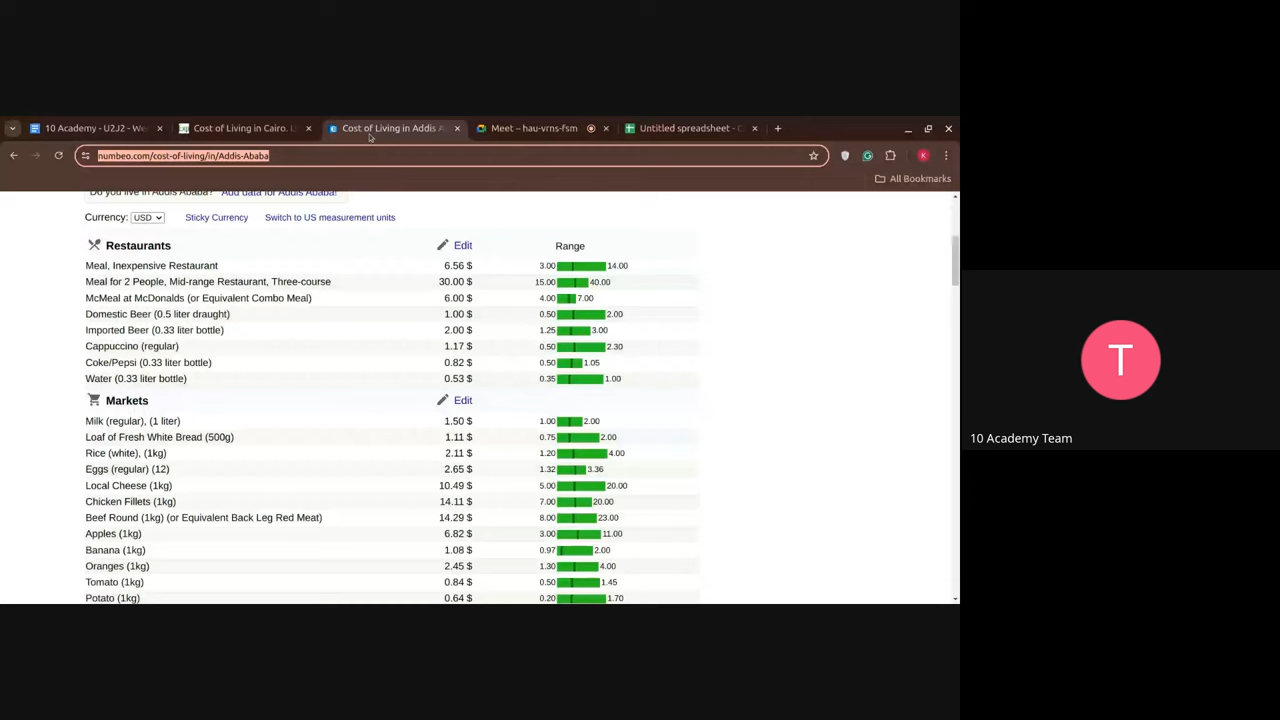 10 Academy - U2J2 - We
Cost of Living in Cairo. U
Cost of Living in Addis A
Meet – hau-vrns-fsm
Untitled spreadsheet - G
numbeo.com/cost-of-living/in/Addis-Ababa
K
All Bookmarks
Do you live in Addis Ababa? Add data for Addis Ababa!
Currency: USD Sticky Currency Switch to US measurement units
Restaurants Edit Range
Meal, Inexpensive Restaurant 6.56 $ 3.00 14.00
Meal for 2 People, Mid-range Restaurant, Three-course 30.00 $ 15.00 40.00
McMeal at McDonalds (or Equivalent Combo Meal) 6.00 $ 4.00 7.00
Domestic Beer (0.5 liter draught) 1.00 $ 0.50 2.00
Imported Beer (0.33 liter bottle) 2.00 $ 1.25 3.00
Cappuccino (regular) 1.17 $ 0.50 2.30
Coke/Pepsi (0.33 liter bottle) 0.82 $ 0.50 1.05
Water (0.33 liter bottle) 0.53 $ 0.35 1.00
Markets Edit
Milk (regular), (1 liter) 1.50 $ 1.00 2.00
Loaf of Fresh White Bread (500g) 1.11 $ 0.75 2.00
Rice (white), (1kg) 2.11 $ 1.20 4.00
Eggs (regular) (12) 2.65 $ 1.32 3.36
Local Cheese (1kg) 10.49 $ 5.00 20.00
Chicken Fillets (1kg) 14.11 $ 7.00 20.00
Beef Round (1kg) (or Equivalent Back Leg Red Meat) 14.29 $ 8.00 23.00
Apples (1kg) 6.82 $ 3.00 11.00
Banana (1kg) 1.08 $ 0.97 2.00
Oranges (1kg) 2.45 $ 1.30 4.00
Tomato (1kg) 0.84 $ 0.50 1.45
Potato (1kg) 0.64 $ 0.20 1.70
T
10 Academy Team